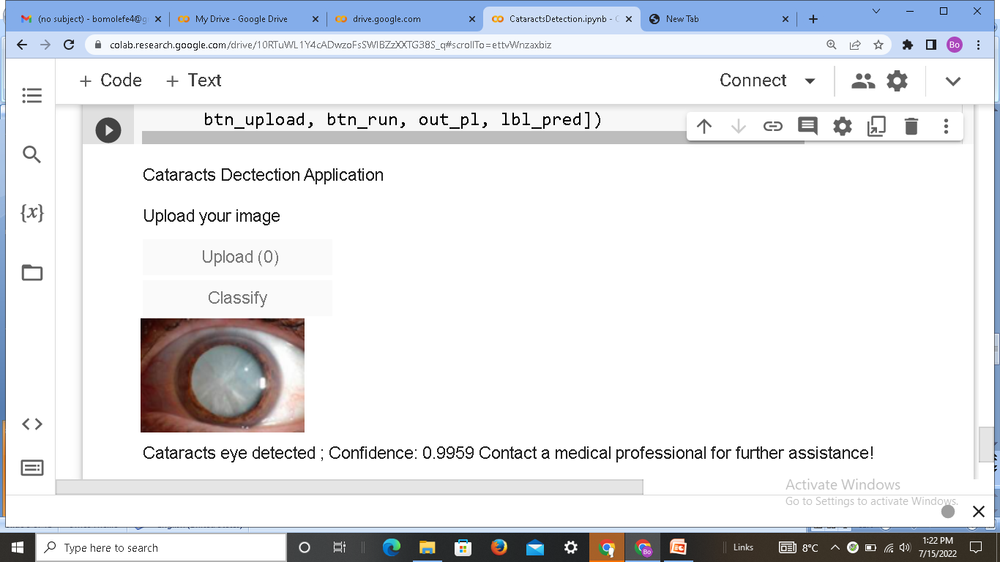 (no subject) - bomolefe4@g
My Drive - Google Drive
drive.google.com
CataractsDetection.ipynb - C
New Tab
colab.research.google.com/drive/10RTuWL1Y4cADwzoFsSWIBZzXXTG38S_q#scrollTo=ettvWnzaxbiz
Bo
+ Code + Text
Connect
btn_upload, btn_run, out_pl, lbl_pred])
{x}
Cataracts Dectection Application
Upload your image
Upload (0)
Classify
Cataracts eye detected ; Confidence: 0.9959 Contact a medical professional for further assistance!
Activate Windows
Go to Settings to activate Windows.
Type here to search
Bo
Links
8°C
1:22 PM
7/15/2022